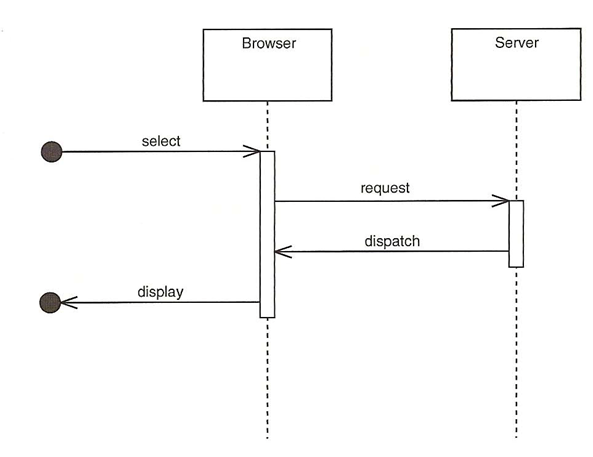 Browser
Server
select
request
dispatch
display